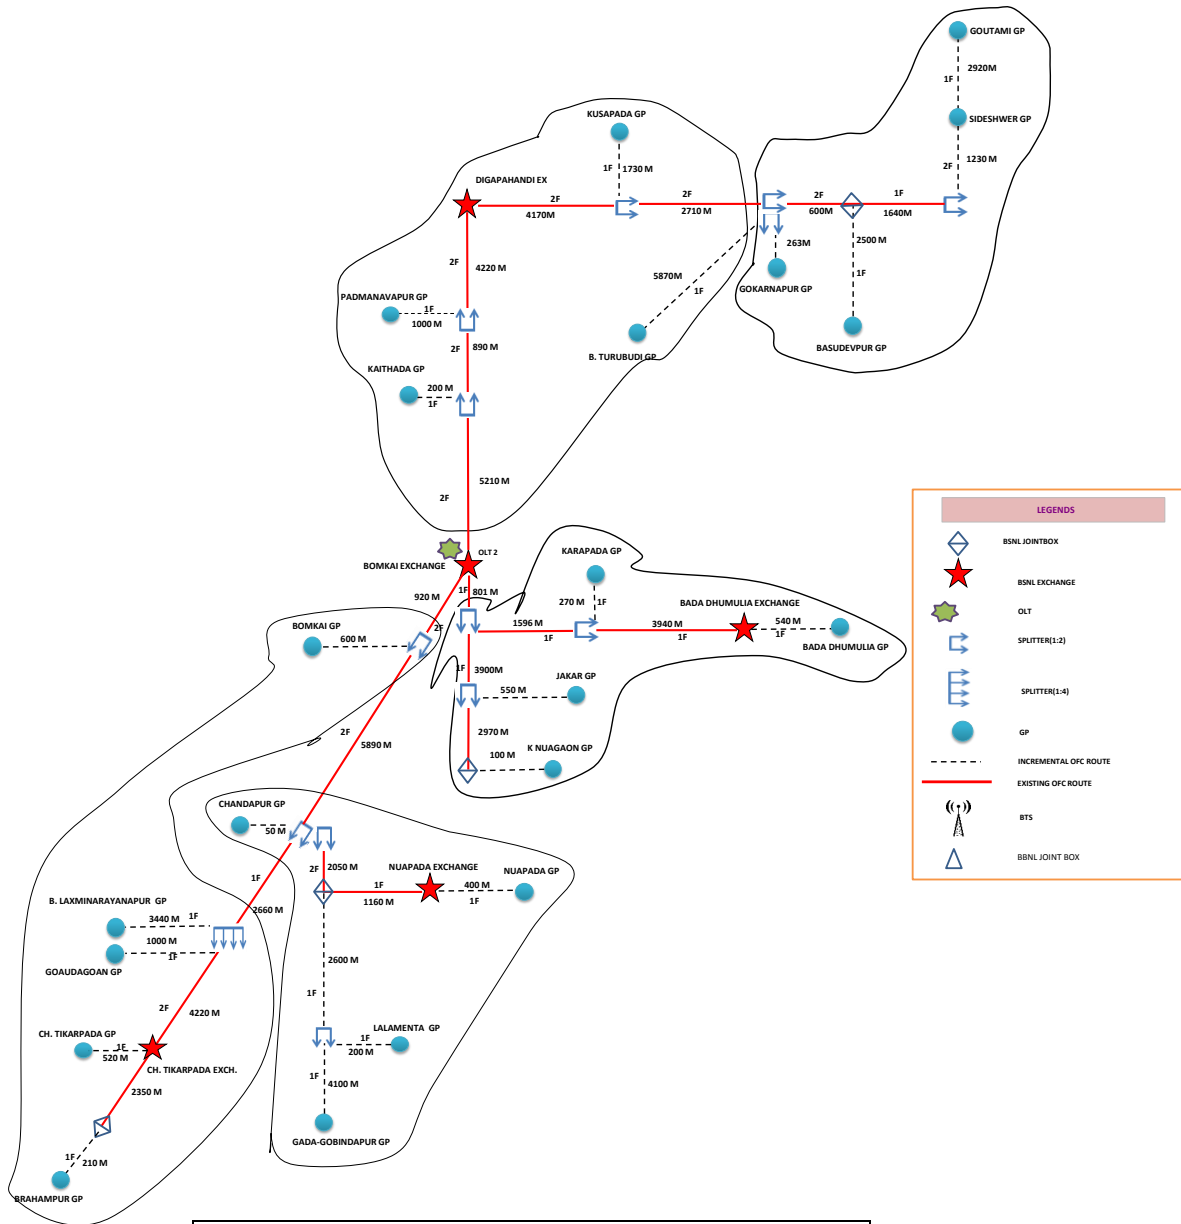 GOUTAMI GP
2920M
1F
SIDESHWER GP
1230 M
2F
KUSAPADA GP
1F
1730 M
DIGAPAHANDI EX
2F
4170M
2F
2710 M
2F
600M
1F
1640M
2500 M
1F
263M
GOKARNAPUR GP
5870M
1F
B. TURUBUDI GP
BASUDEVPUR GP
2F
4220 M
PADMANAVAPUR GP
1F
1000 M
2F
890 M
KAITHADA GP
200 M
1F
5210 M
2F
OLT 2
BOMKAI EXCHANGE
920 M
1F
801 M
2F
BOMKAI GP
600 M
KARAPADA GP
270 M
1F
1596 M
1F
BADA DHUMULIA EXCHANGE
3940 M
1F
540 M
1F
BADA DHUMULIA GP
1F
3900M
JAKAR GP
550 M
2970 M
K NUAGAON GP
100 M
2F
5890 M
CHANDAPUR GP
50 M
2F
2050 M
NUAPADA EXCHANGE
1F
1160 M
NUAPADA GP
400 M
1F
1F
2660 M
B. LAXMINARAYANAPUR GP
3440 M
1F
1000 M
1F
GOAUDAGOAN GP
2600 M
1F
2F
4220 M
LALAMENTA GP
1F
200 M
CH. TIKARPADA GP
1F
520 M
CH. TIKARPADA EXCH.
1F
4100 M
2350 M
GADA-GOBINDAPUR GP
1F
210 M
BRAHAMPUR GP
LEGENDS
BSNL JOINTBOX
BSNL EXCHANGE
OLT
SPLITTER(1:2)
SPLITTER(1:4)
GP
INCREMENTAL OFC ROUTE
EXISTING OFC ROUTE
BTS
BBNL JOINT BOX